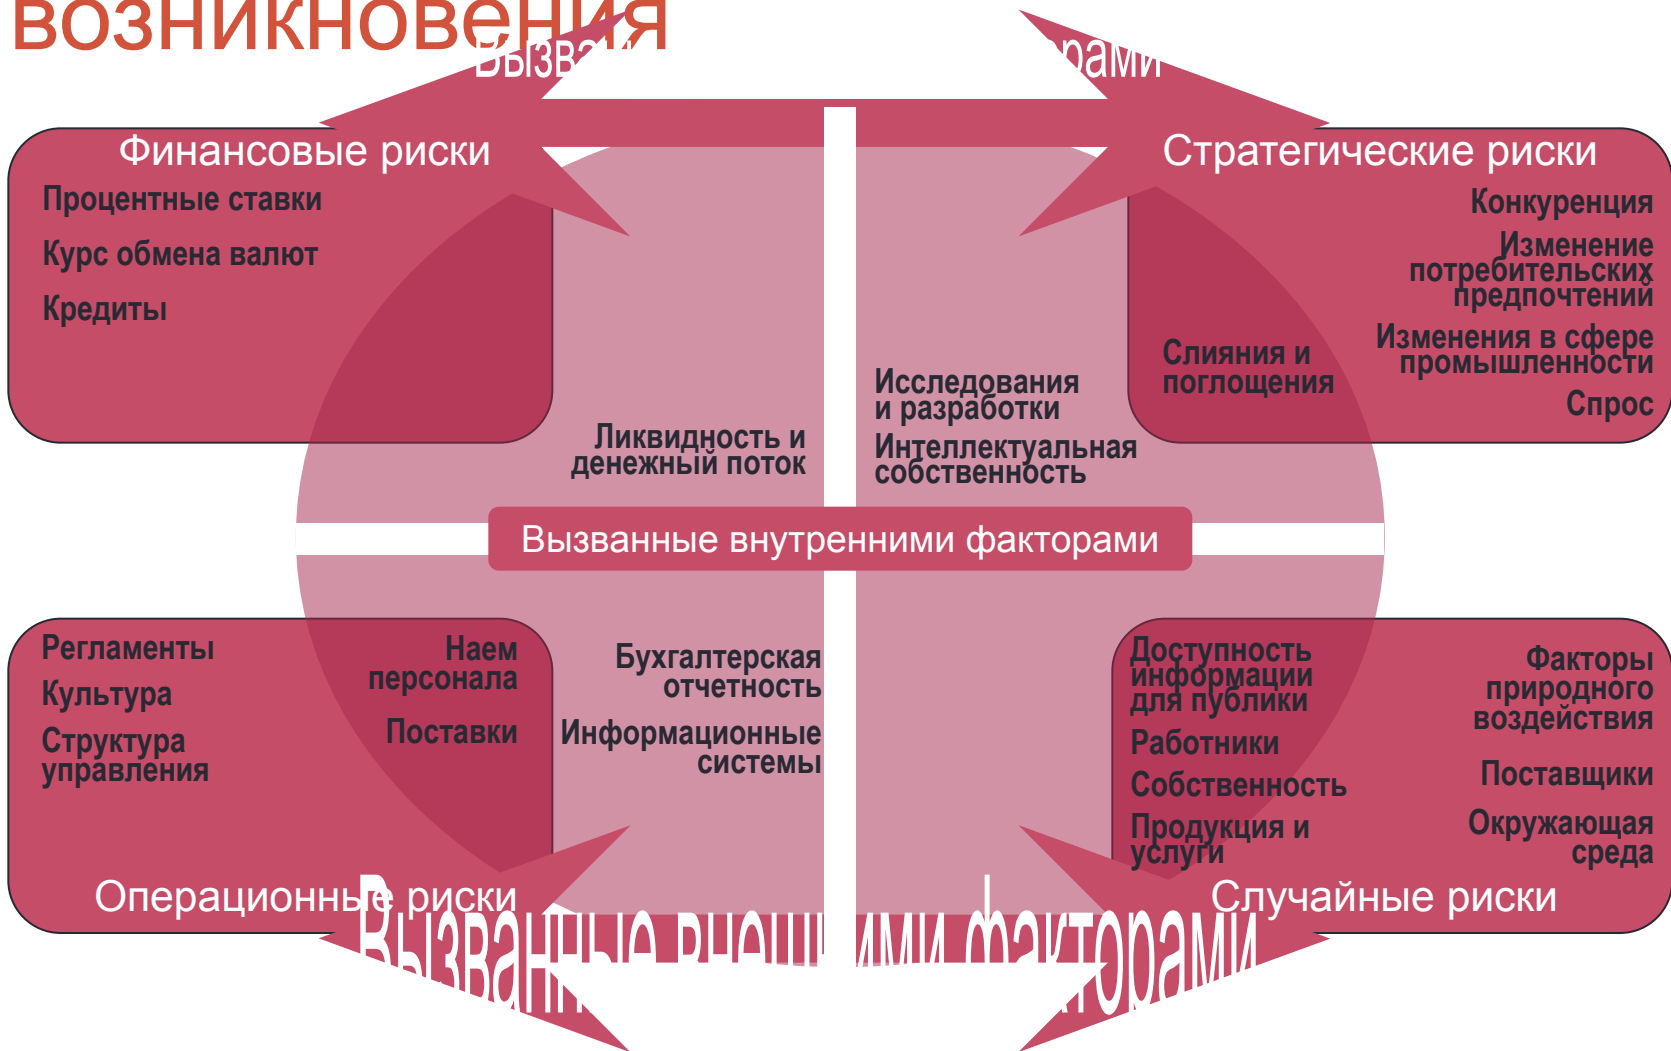 возникновения
Финансовые риски
Процентные ставки
Курс обмена валют
Кредиты
Стратегические риски
Конкуренция
Изменение
потребительских
предпочтений
Изменения в сфере
промышленности
Спрос
Слияния и
поглощения
Исследования
и разработки
Интеллектуальная
собственность
Ликвидность и
денежный поток
Вызванные внутренними факторами
Регламенты
Культура
Структура
управления
Наем
персонала
Поставки
Бухгалтерская
отчетность
Информационные
системы
Операционные риски
Доступность
информации
для публики
Работники
Собственность
Продукция и
услуги
Факторы
природного
воздействия
Поставщики
Окружающая
среда
Случайные риски
Вызванные внешними факторами